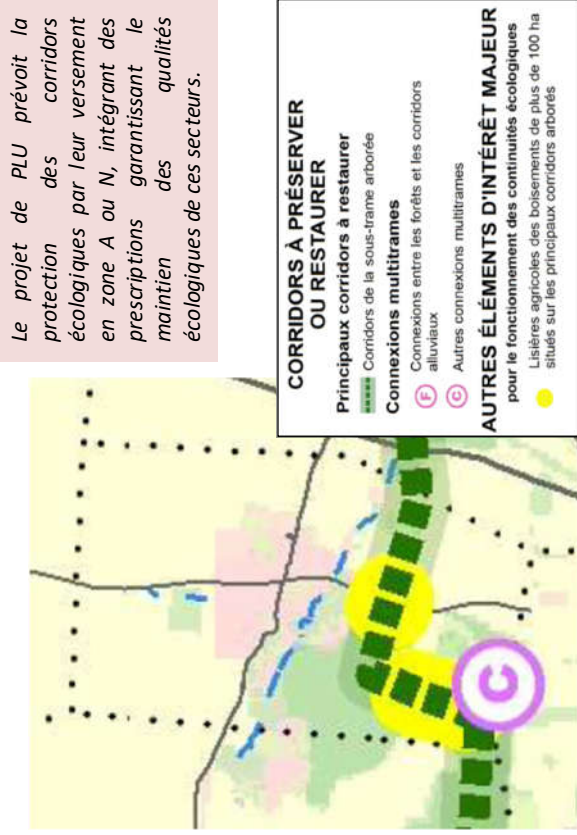 Le projet de PLU prévoit la
protection des corridors
écologiques par leur versement
en zone A ou N, intégrant des
prescriptions garantissant le
maintien des qualités
écologiques de ces secteurs.
CORRIDORS À PRÉSERVER
OU RESTAURER
Principaux corridors à restaurer
Corridors de la sous-trame arborée
Connexions multitrames
F Connexions entre les forêts et les corridors
alluviaux
C Autres connexions multitrames
AUTRES ÉLÉMENTS D'INTÉRÊT MAJEUR
pour le fonctionnement des continuités écologiques
Lisières agricoles des boisements de plus de 100 ha
situés sur les principaux corridors arborés
C